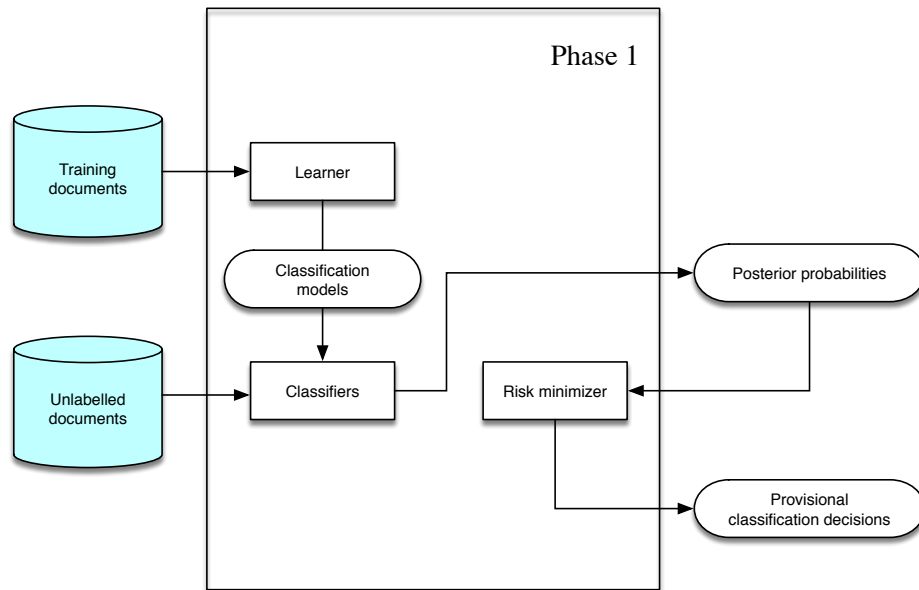 Phase 1
Training
documents
Learner
Classification
models
Posterior probabilities
Unlabelled
documents
Classifiers
Risk minimizer
Provisional
classification decisions